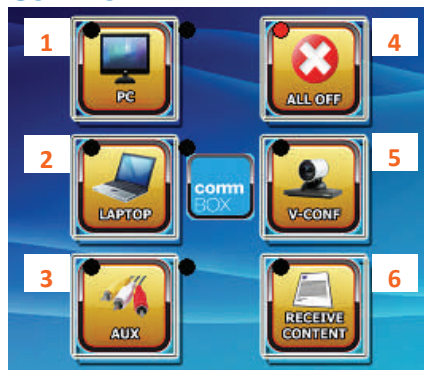 1
PC
4
ALL OFF
2
LAPTOP
comm
BOX
5
V-CONF
3
AUX
6
RECEIVE
CONTENT